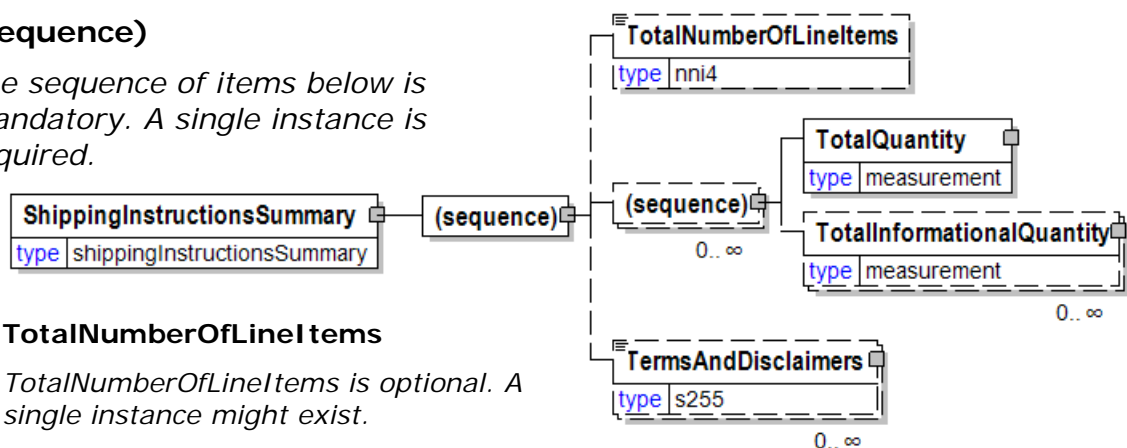 equence)
e sequence of items below is
andatory. A single instance is
quired.
ShippingInstructionsSummary
type shippingInstructionsSummary
(sequence)
TotalNumberOfLineItems
type nni4
(sequence)
0.. ∞
TotalQuantity
type measurement
TotalInformationalQuantity
type measurement
0.. ∞
TermsAndDisclaimers
type s255
0.. ∞
TotalNumberOfLineItems
TotalNumberOfLineItems is optional. A
single instance might exist.